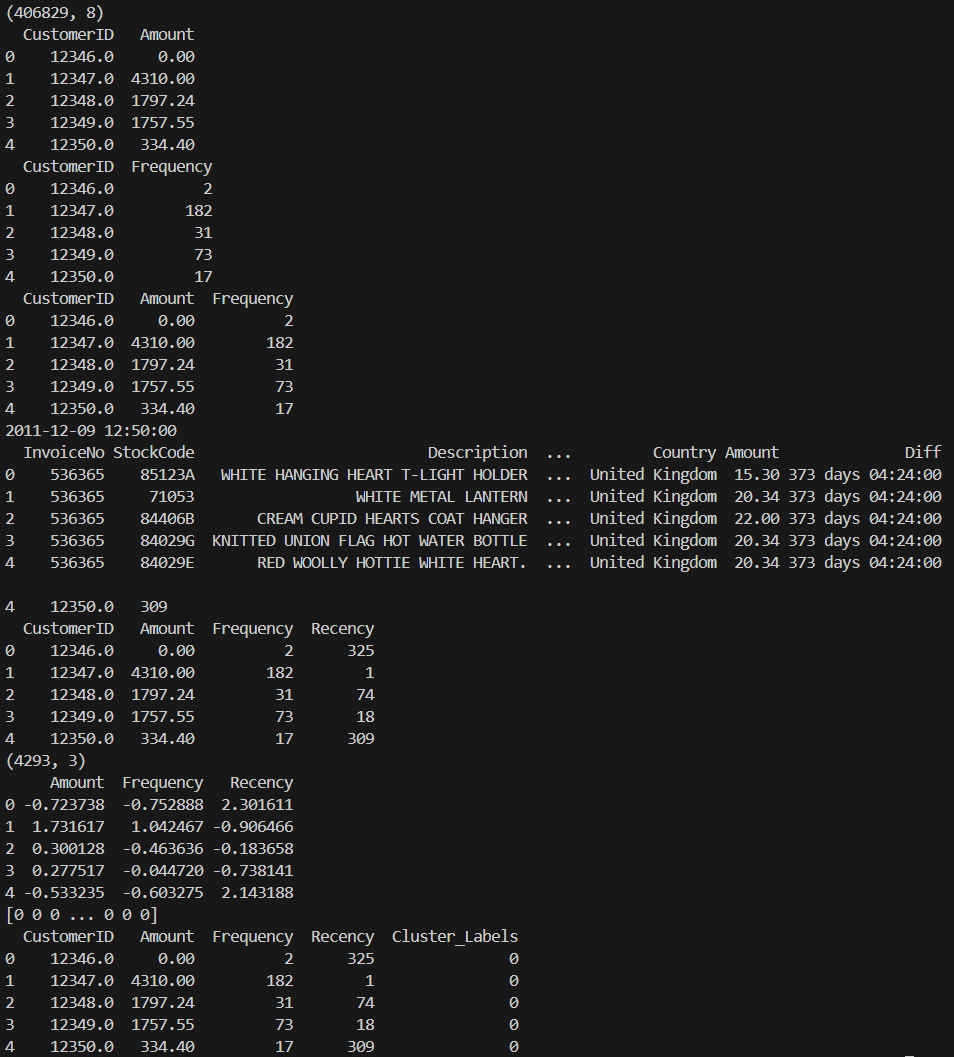 (406829, 8)
  CustomerID   Amount
0    12346.0     0.00
1    12347.0  4310.00
2    12348.0  1797.24
3    12349.0  1757.55
4    12350.0   334.40
  CustomerID  Frequency
0    12346.0          2
1    12347.0        182
2    12348.0         31
3    12349.0         73
4    12350.0         17
  CustomerID   Amount  Frequency
0    12346.0     0.00          2
1    12347.0  4310.00        182
2    12348.0  1797.24         31
3    12349.0  1757.55         73
4    12350.0   334.40         17
2011-12-09 12:50:00
  InvoiceNo StockCode                          Description  ...         Country Amount              Diff
0    536365    85123A   WHITE HANGING HEART T-LIGHT HOLDER  ...  United Kingdom  15.30 373 days 04:24:00
1    536365     71053                  WHITE METAL LANTERN  ...  United Kingdom  20.34 373 days 04:24:00
2    536365    84406B       CREAM CUPID HEARTS COAT HANGER  ...  United Kingdom  22.00 373 days 04:24:00
3    536365    84029G  KNITTED UNION FLAG HOT WATER BOTTLE  ...  United Kingdom  20.34 373 days 04:24:00
4    536365    84029E       RED WOOLLY HOTTIE WHITE HEART.  ...  United Kingdom  20.34 373 days 04:24:00
4    12350.0   309
  CustomerID   Amount  Frequency  Recency
0    12346.0     0.00          2      325
1    12347.0  4310.00        182        1
2    12348.0  1797.24         31       74
3    12349.0  1757.55         73       18
4    12350.0   334.40         17      309
(4293, 3)
     Amount  Frequency   Recency
0 -0.723738  -0.752888  2.301611
1  1.731617   1.042467 -0.906466
2  0.300128  -0.463636 -0.183658
3  0.277517  -0.044720 -0.738141
4 -0.533235  -0.603275  2.143188
[0 0 0 ... 0 0 0]
  CustomerID   Amount  Frequency  Recency  Cluster_Labels
0    12346.0     0.00          2      325               0
1    12347.0  4310.00        182        1               0
2    12348.0  1797.24         31       74               0
3    12349.0  1757.55         73       18               0
4    12350.0   334.40         17      309               0